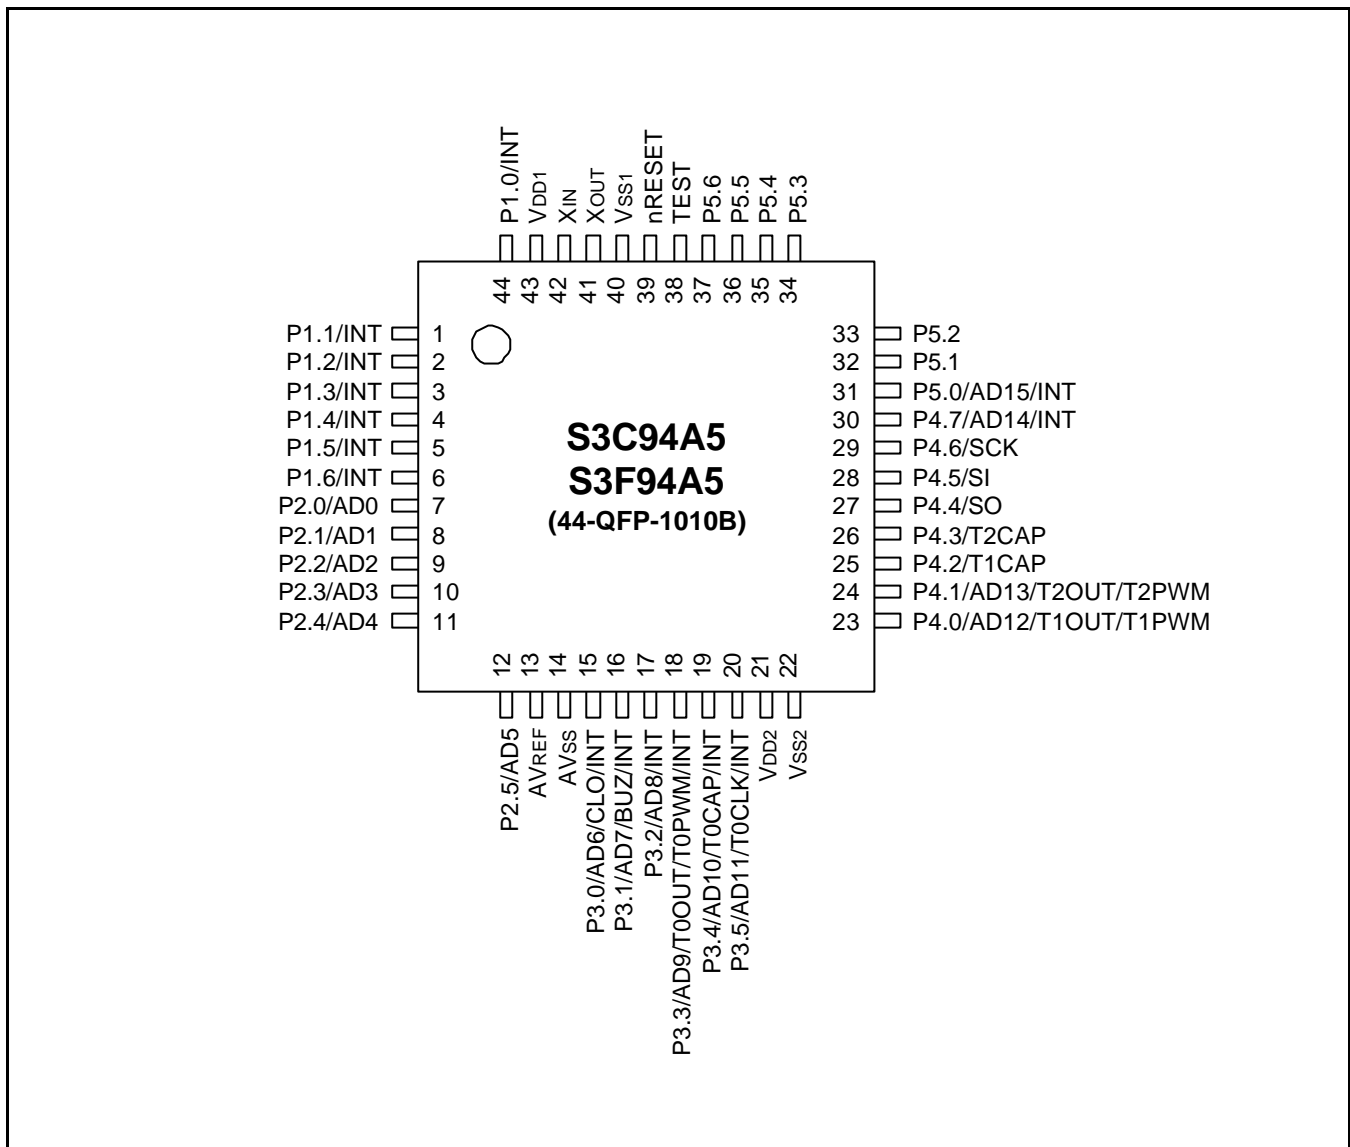 P1.0/INT
VDD1
XIN
XOUT
VSS1
nRESET
TEST
P5.6
P5.5
P5.4
P5.3
44
43
42
41
40
39
38
37
36
35
34
P1.1/INT 1
P1.2/INT 2
P1.3/INT 3
P1.4/INT 4
P1.5/INT 5
P1.6/INT 6
P2.0/AD0 7
P2.1/AD1 8
P2.2/AD2 9
P2.3/AD3 10
P2.4/AD4 11
S3C94A5
S3F94A5
(44-QFP-1010B)
33 P5.2
32 P5.1
31 P5.0/AD15/INT
30 P4.7/AD14/INT
29 P4.6/SCK
28 P4.5/SI
27 P4.4/SO
26 P4.3/T2CAP
25 P4.2/T1CAP
24 P4.1/AD13/T2OUT/T2PWM
23 P4.0/AD12/T1OUT/T1PWM
12
13
14
15
16
17
18
19
20
21
22
P2.5/AD5
AVREF
AVSS
P3.0/AD6/CLO/INT
P3.1/AD7/BUZ/INT
P3.2/AD8/INT
P3.3/AD9/T0OUT/T0PWM/INT
P3.4/AD10/T0CAP/INT
P3.5/AD11/T0CLK/INT
VDD2
VSS2